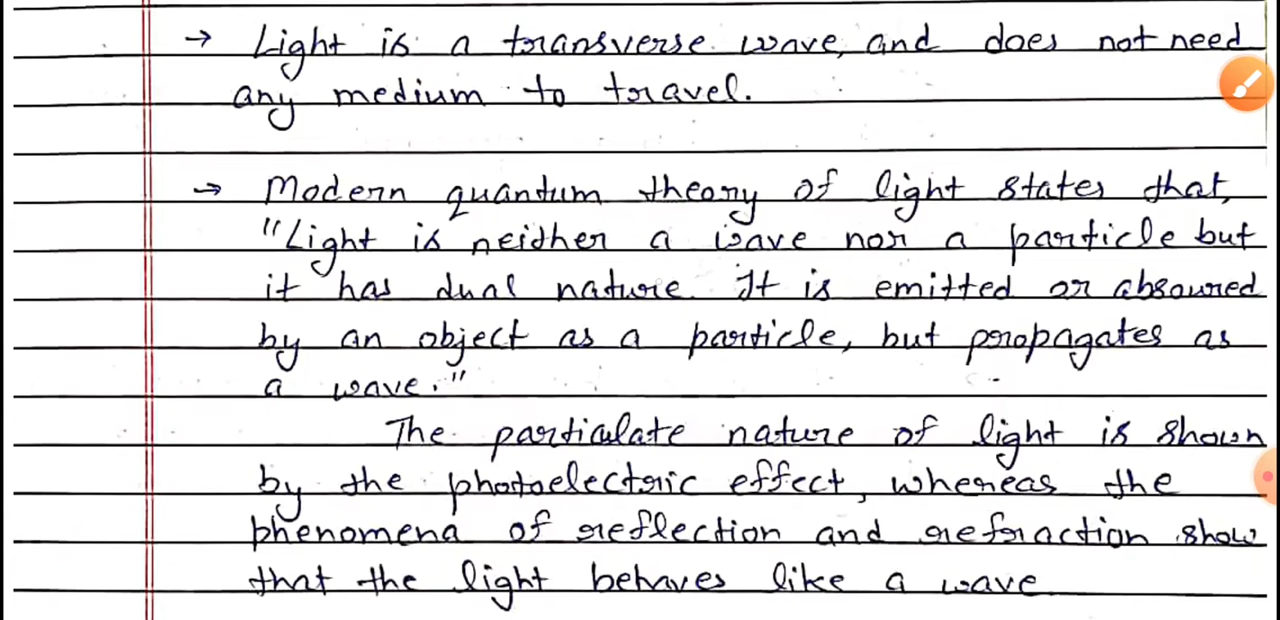 → Light is a transverse wave, and does not need
any medium to travel.
→ Modern quantum theory of light states that,
"Light is neither a wave nor a particle but
it has dual nature. It is emitted or absoured
by an object as a particle, but propagates as
a wave."
The particulate nature of light is shown
by the photoelectric effect, whereas the
phenomena of reflection and refraction show
that the light behaves like a wave